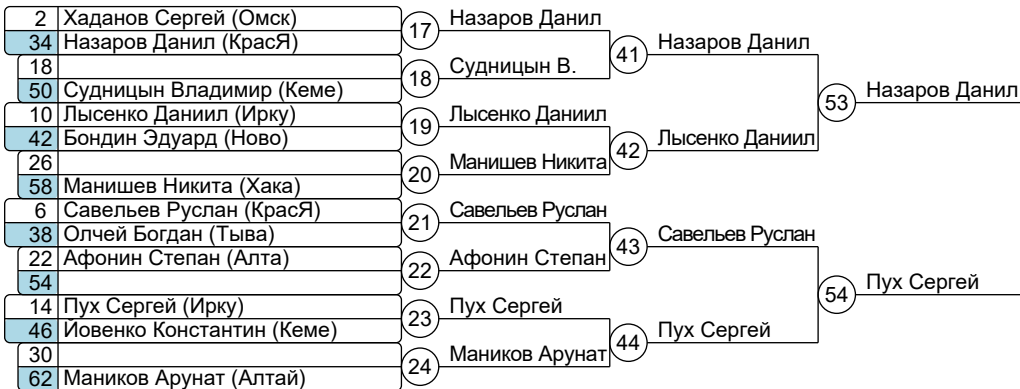 2 Хаданов Сергей (Омск)
34 Назаров Данил (КрасЯ)
18
50 Судницын Владимир (Кеме)
10 Лысенко Даниил (Ирку)
42 Бондин Эдуард (Ново)
26
58 Манишев Никита (Хака)
6 Савельев Руслан (КрасЯ)
38 Олчей Богдан (Тыва)
22 Афонин Степан (Алта)
54
14 Пух Сергей (Ирку)
46 Йовенко Константин (Кеме)
30
62 Маников Арунат (Алтай)
17 Назаров Данил
18 Судницын В.
19 Лысенко Даниил
20 Манишев Никита
21 Савельев Руслан
22 Афонин Степан
23 Пух Сергей
24 Маников Арунат
41 Назаров Данил
42 Лысенко Даниил
43 Савельев Руслан
44 Пух Сергей
53 Назаров Данил
54 Пух Сергей